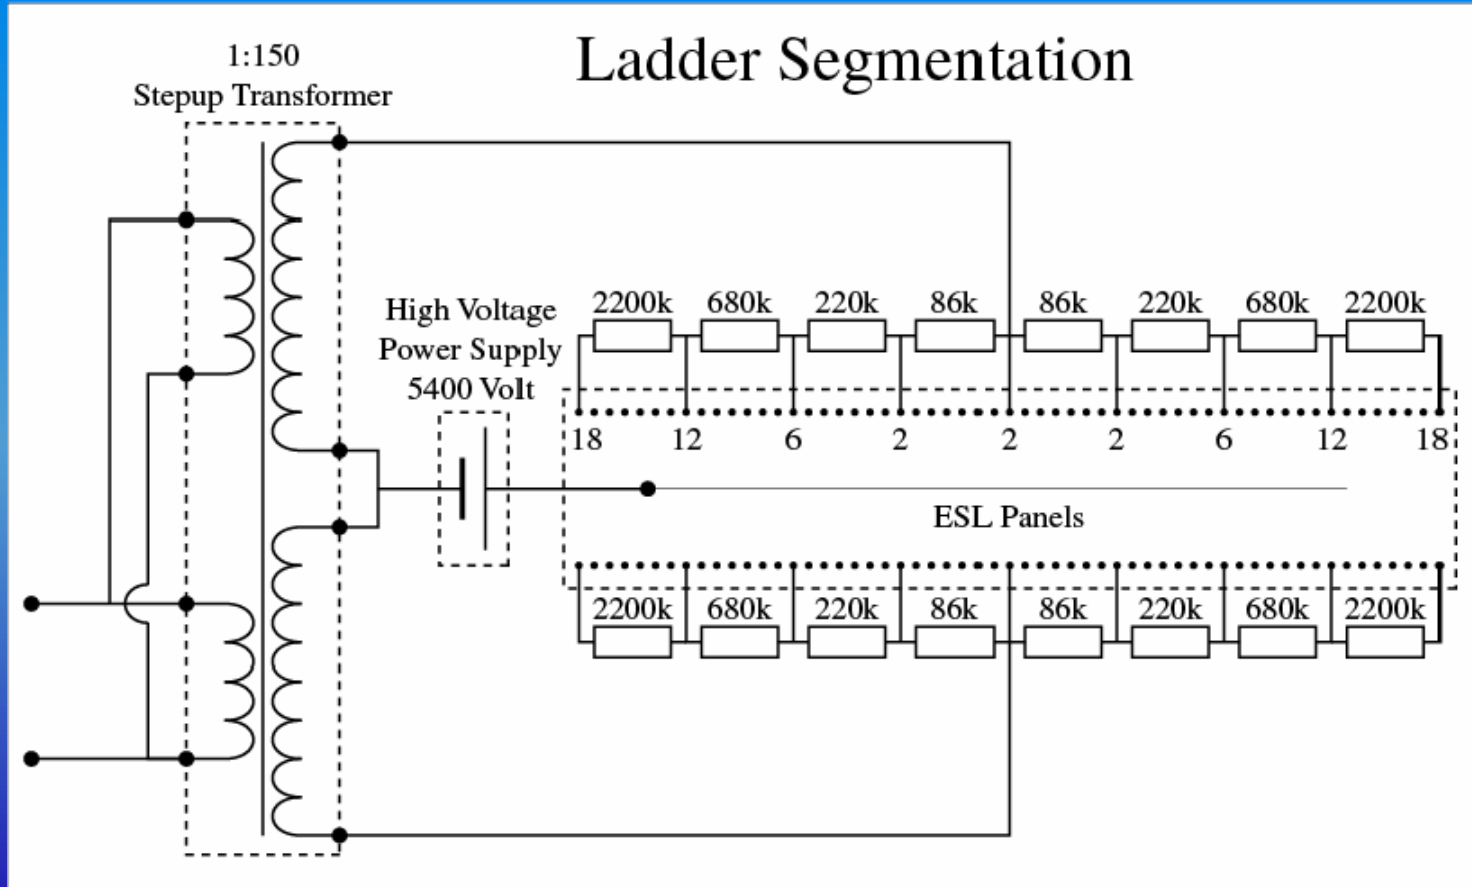 Ladder Segmentation
1:150
Stepup Transformer
High Voltage
Power Supply
5400 Volt
2200k 680k 220k 86k 86k 220k 680k 2200k
18 12 6 2 2 2 6 12 18
ESL Panels
2200k 680k 220k 86k 86k 220k 680k 2200k